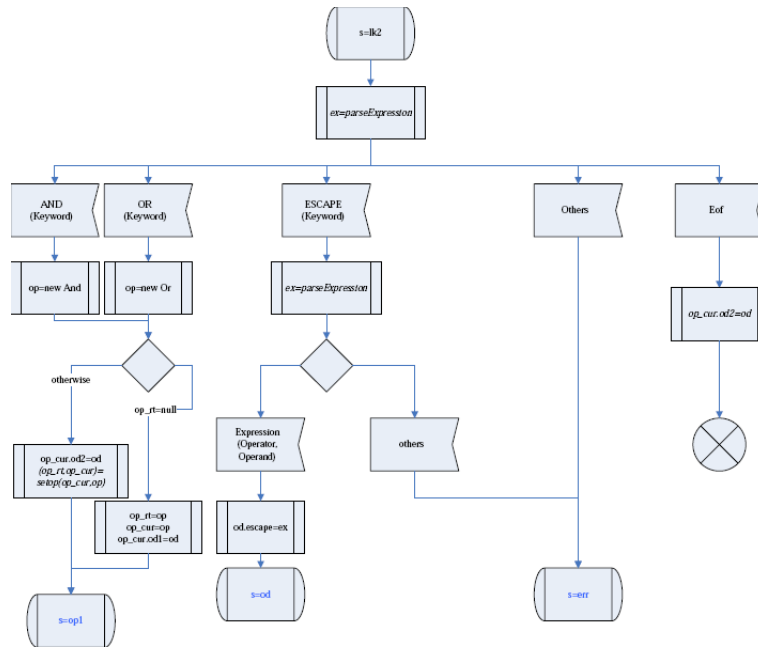 s=lk2
ex=parseExpression
AND
(Keyword)
OR
(Keyword)
ESCAPE
(Keyword)
Others
Eof
op=new And
op=new Or
ex=parseExpression
op_cur.od2=od
otherwise
op_rt=null
Expression
(Operator,
Operand)
others
op_cur.od2=od
(op_rt,op_cur)=
setop(op_cur,op)
op_rt=op
op_cur=op
op_cur.od1=od
od.escape=ex
s=op1
s=od
s=err